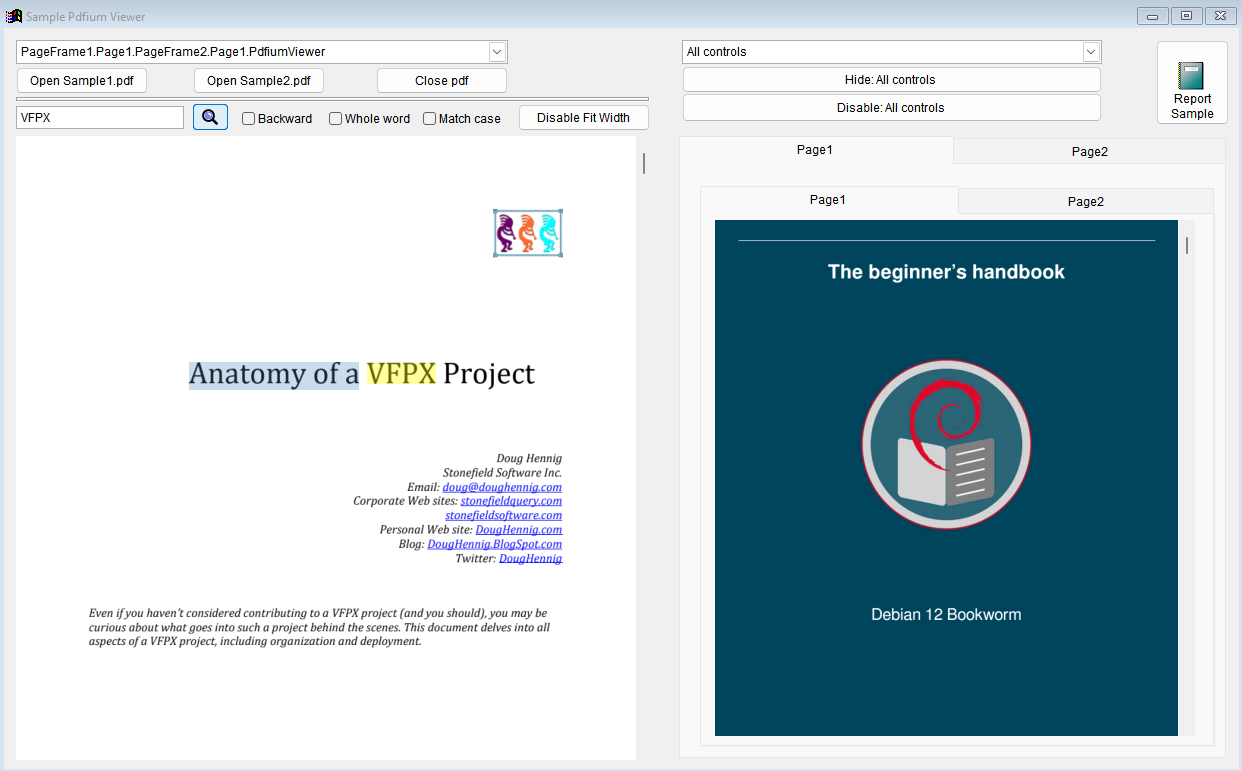 Sample Pdfium Viewer
PageFrame1.Page1.PageFrame2.Page1.PdfiumViewer
Open Sample1.pdf
Open Sample2.pdf
Close pdf
VFPX
Backward
Whole word
Match case
Disable Fit Width
Anatomy of a VFPX Project
Doug Hennig
Stonefield Software Inc.
Email: doug@doughennig.com
Corporate Web sites: stonefieldquery.com
stonefieldsoftware.com
Personal Web site: DougHennig.com
Blog: DougHennig.BlogSpot.com
Twitter: DougHennig
Even if you haven't considered contributing to a VFPX project (and you should), you may be
curious about what goes into such a project behind the scenes. This document delves into all
aspects of a VFPX project, including organization and deployment.
All controls
Hide: All controls
Disable: All controls
Report
Sample
Page1
Page2
Page1
Page2
The beginner's handbook
Debian 12 Bookworm